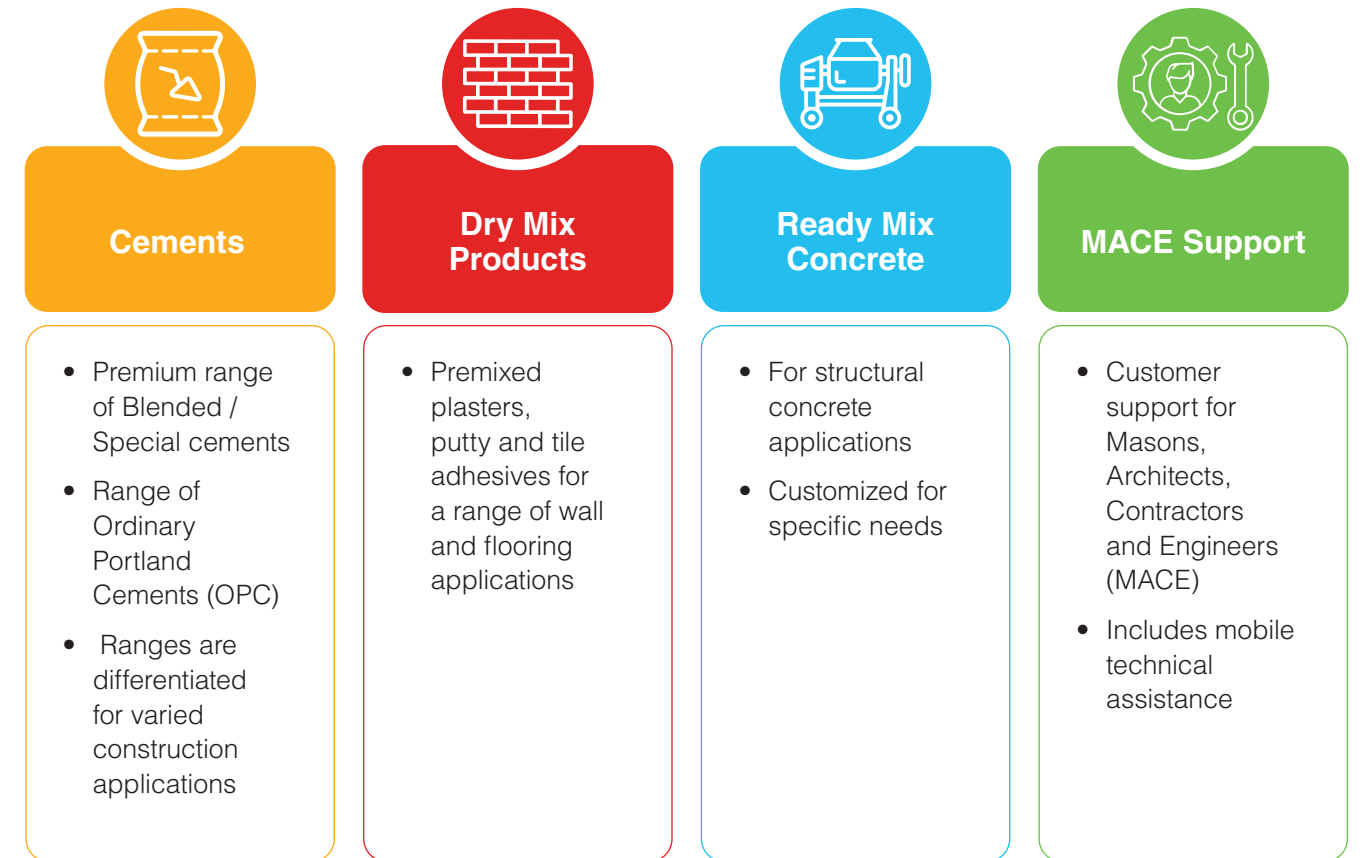 Cements
• Premium range
of Blended /
Special cements
• Range of
Ordinary
Portland
Cements (OPC)
• Ranges are
differentiated
for varied
construction
applications
Dry Mix
Products
• Premixed
plasters,
putty and tile
adhesives for
a range of wall
and flooring
applications
Ready Mix
Concrete
• For structural
concrete
applications
• Customized for
specific needs
MACE Support
• Customer
support for
Masons,
Architects,
Contractors
and Engineers
(MACE)
• Includes mobile
technical
assistance